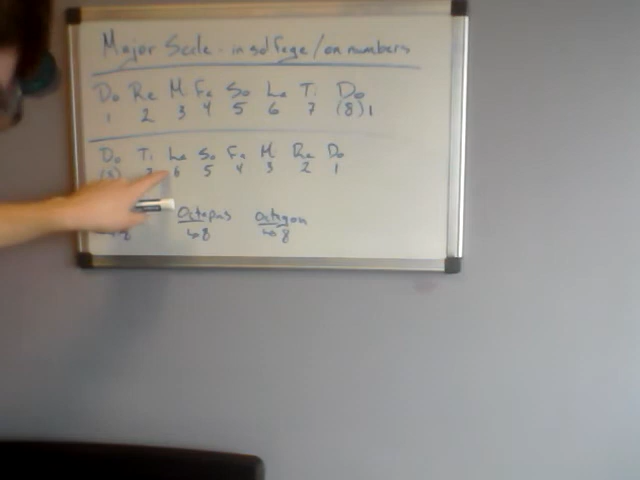 Major Scale - in solfege / on numbers
Do Re Mi Fa So La Ti Do
1 2 3 4 5 6 7 (8) 1
Do Ti La So Fa Mi Re Do
(8) 7 6 5 4 3 2 1
Octopus Octagon
↳8 ↳8